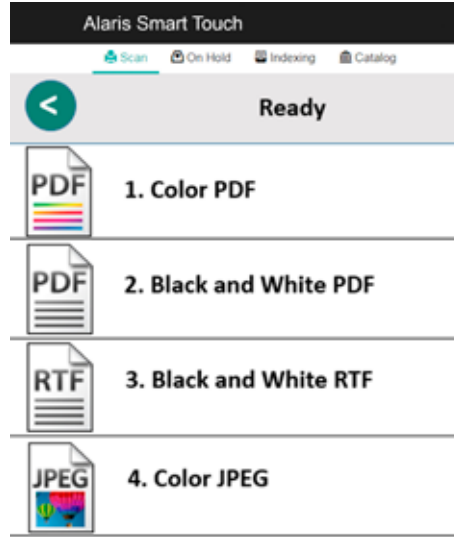 Alaris Smart Touch
Scan On Hold Indexing Catalog
< Ready
PDF 1. Color PDF
PDF 2. Black and White PDF
RTF 3. Black and White RTF
JPEG 4. Color JPEG